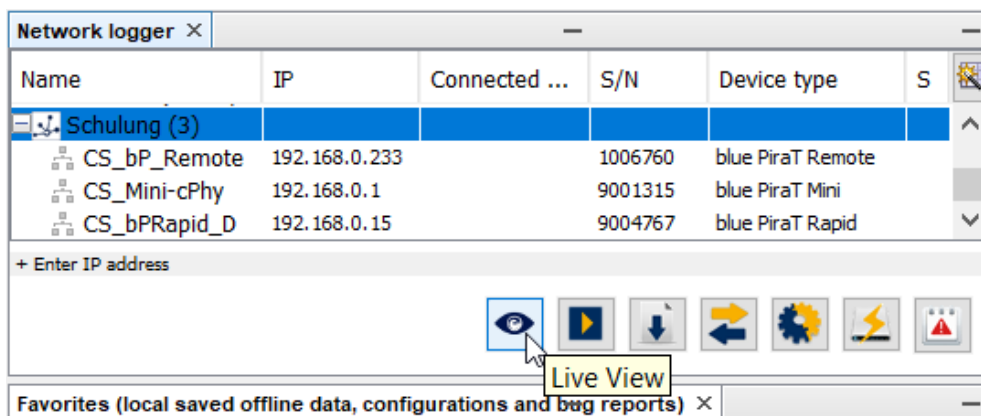 Network logger
Name IP Connected ... S/N Device type S
Schulung (3)
CS_bP_Remote 192.168.0.233 1006760 blue PiraT Remote
CS_Mini-cPhy 192.168.0.1 9001315 blue PiraT Mini
CS_bPRapid_D 192.168.0.15 9004767 blue PiraT Rapid
+ Enter IP address
Live View
Favorites (local saved offline data, configurations and bug reports)